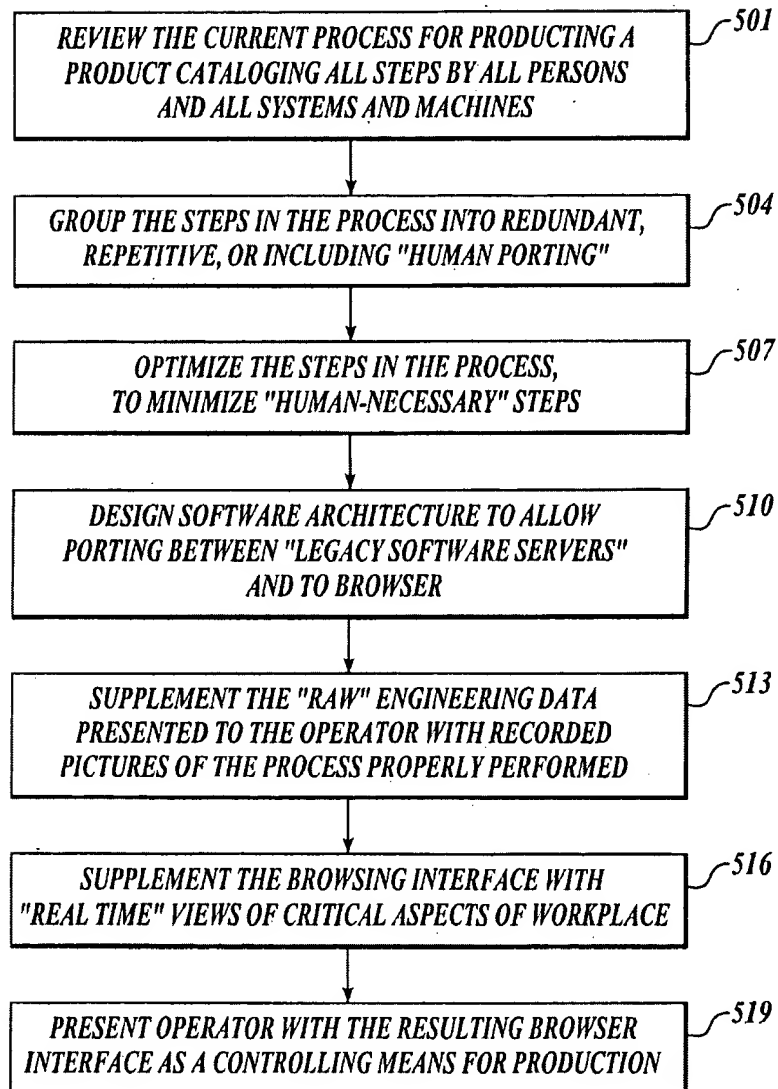 REVIEW THE CURRENT PROCESS FOR PRODUCTING A
PRODUCT CATALOGING ALL STEPS BY ALL PERSONS
AND ALL SYSTEMS AND MACHINES
501
GROUP THE STEPS IN THE PROCESS INTO REDUNDANT,
REPETITIVE, OR INCLUDING "HUMAN PORTING"
504
OPTIMIZE THE STEPS IN THE PROCESS,
TO MINIMIZE "HUMAN-NECESSARY" STEPS
507
DESIGN SOFTWARE ARCHITECTURE TO ALLOW
PORTING BETWEEN "LEGACY SOFTWARE SERVERS"
AND TO BROWSER
510
SUPPLEMENT THE "RAW" ENGINEERING DATA
PRESENTED TO THE OPERATOR WITH RECORDED
PICTURES OF THE PROCESS PROPERLY PERFORMED
513
SUPPLEMENT THE BROWSING INTERFACE WITH
"REAL TIME" VIEWS OF CRITICAL ASPECTS OF WORKPLACE
516
PRESENT OPERATOR WITH THE RESULTING BROWSER
INTERFACE AS A CONTROLLING MEANS FOR PRODUCTION
519